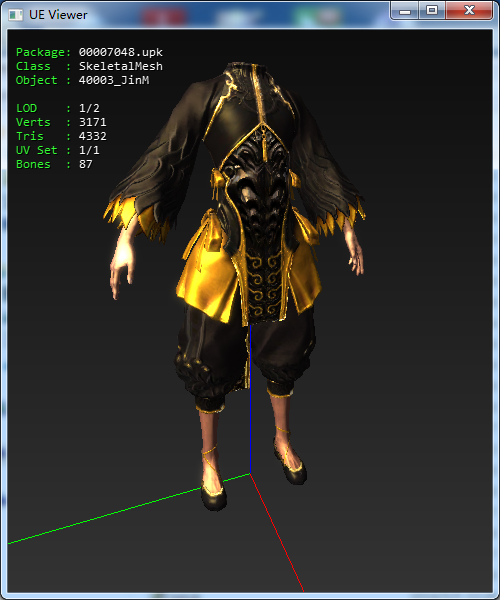 UE Viewer
Package: 00007048.upk
Class : SkeletalMesh
Object : 40003_JinM
LOD : 1/2
Verts : 3171
Tris : 4332
UV Set : 1/1
Bones : 87